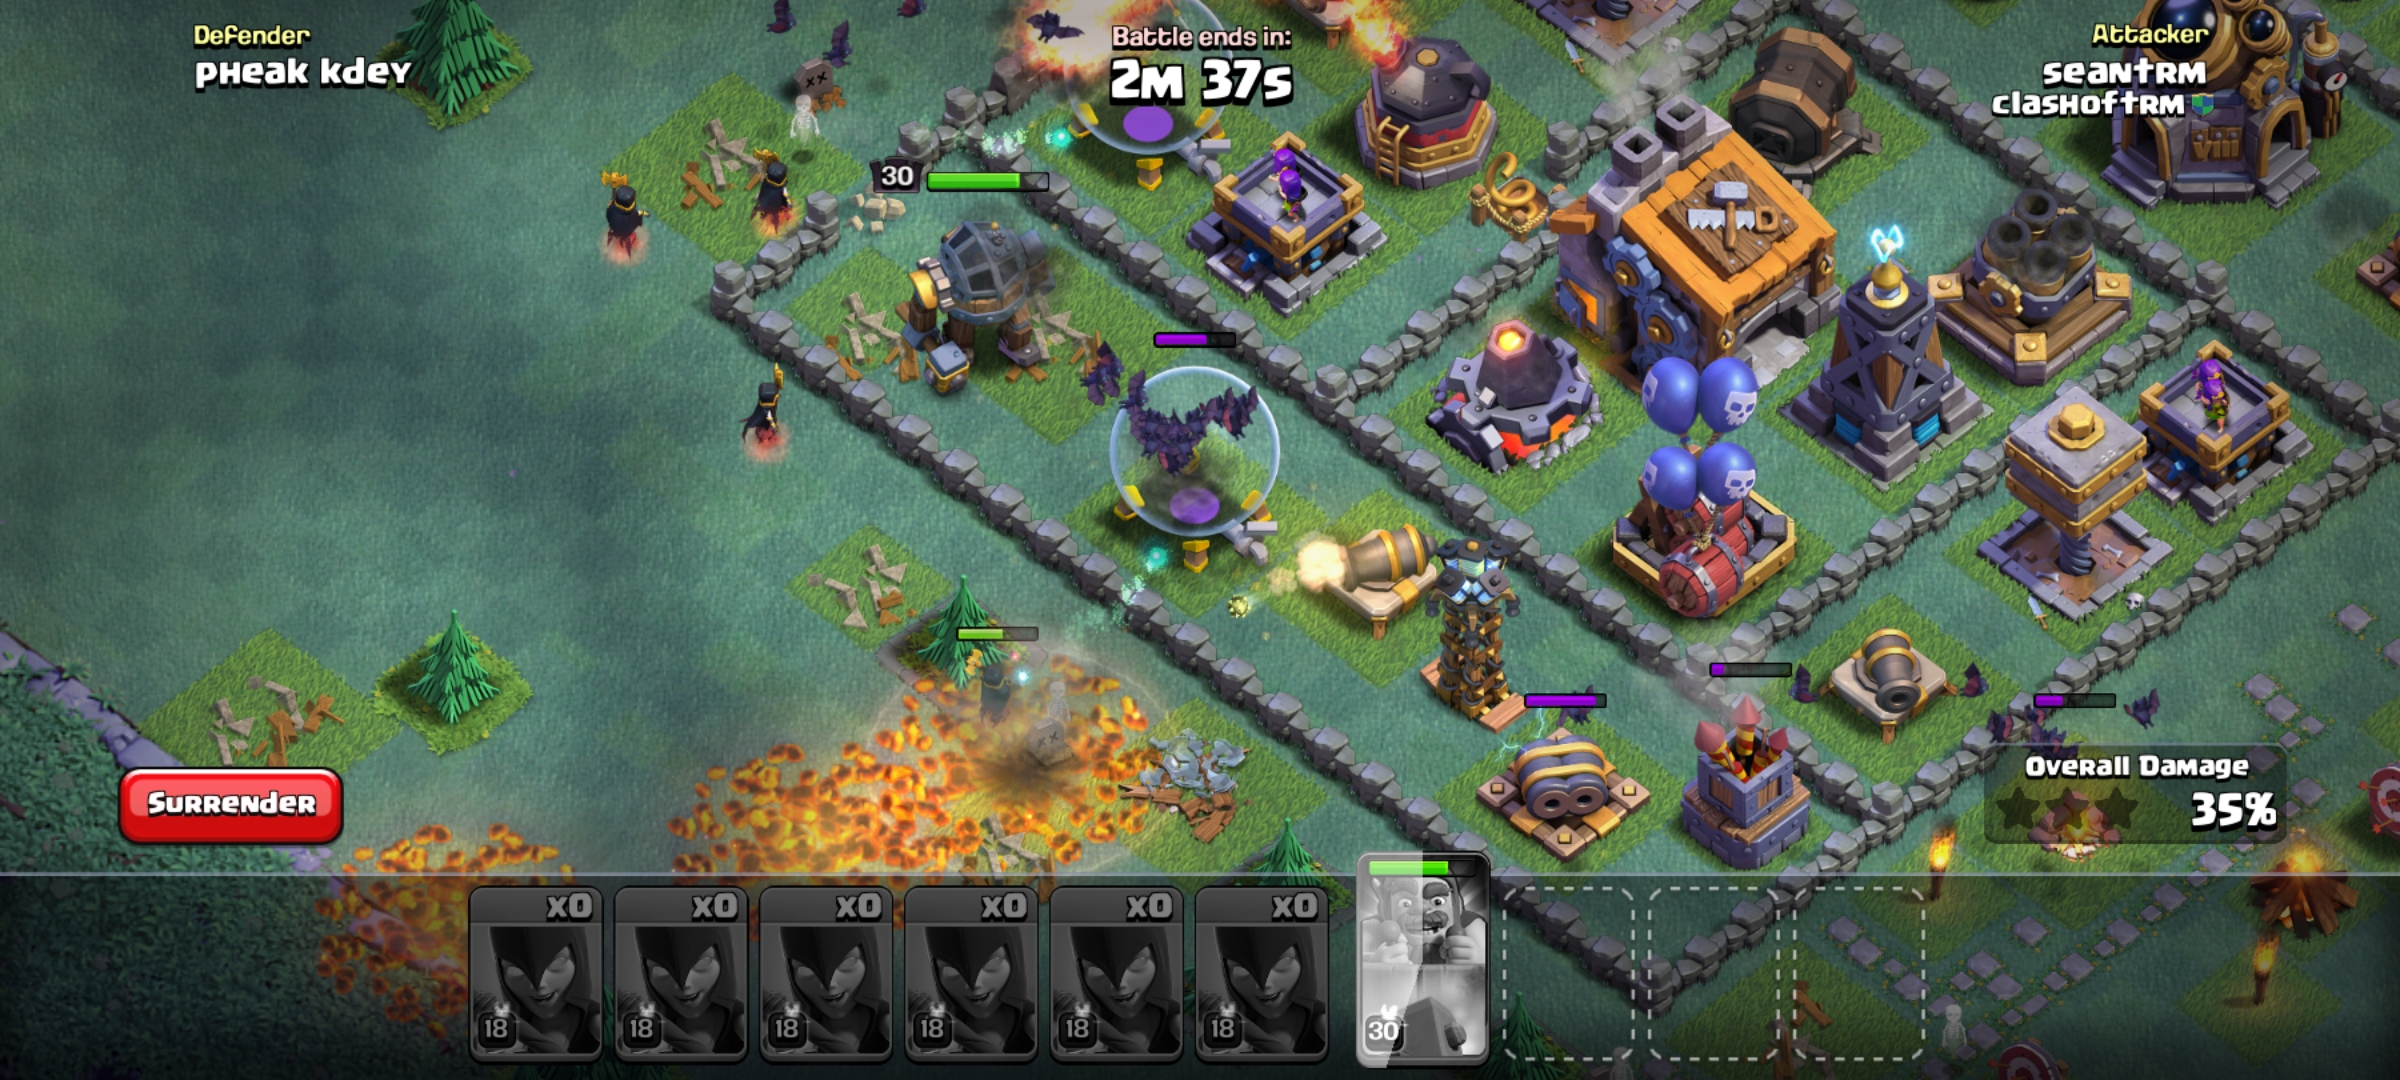 Defender
pheak kdey
Battle ends in:
2M 37s
Attacker
seantrm
clashoftrm
VIII
30
Surrender
Overall Damage
35%
x0
x0
x0
x0
x0
x0
18
18
18
18
18
18
30